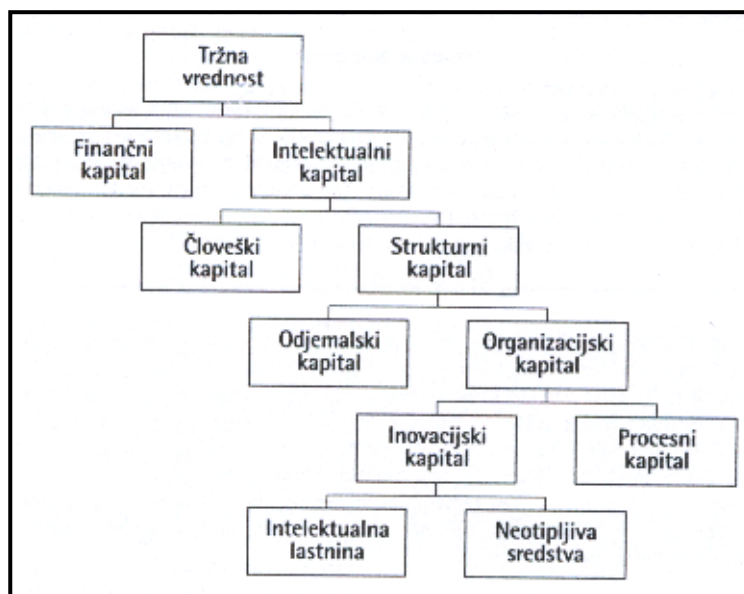 Tržna
vrednost
Finančni
kapital
Intelektualni
kapital
Človeški
kapital
Strukturni
kapital
Odjemalski
kapital
Organizacijski
kapital
Inovacijski
kapital
Procesni
kapital
Intelektualna
lastnina
Neotipljiva
sredstva